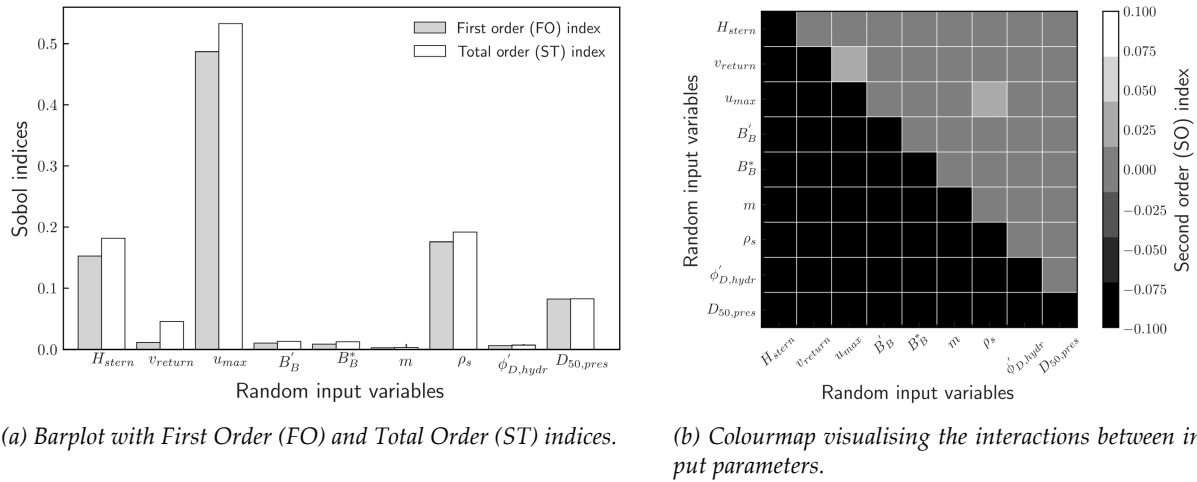 First order (FO) index
Total order (ST) index
Sobol indices
0.5
0.4
0.3
0.2
0.1
0.0
H_stern v_return u_max B'_B B*_B m ρ_s ϕ'_D,hydr D_50,pres
Random input variables
(a) Barplot with First Order (FO) and Total Order (ST) indices.
Random input variables
H_stern
v_return
u_max
B'_B
B*_B
m
ρ_s
ϕ'_D,hydr
D_50,pres
H_stern v_return u_max B'_B B*_B m ρ_s ϕ'_D,hydr D_50,pres
Random input variables
0.100
0.075
0.050
0.025
0.000
−0.025
−0.050
−0.075
−0.100
Second order (SO) index
(b) Colourmap visualising the interactions between in
put parameters.